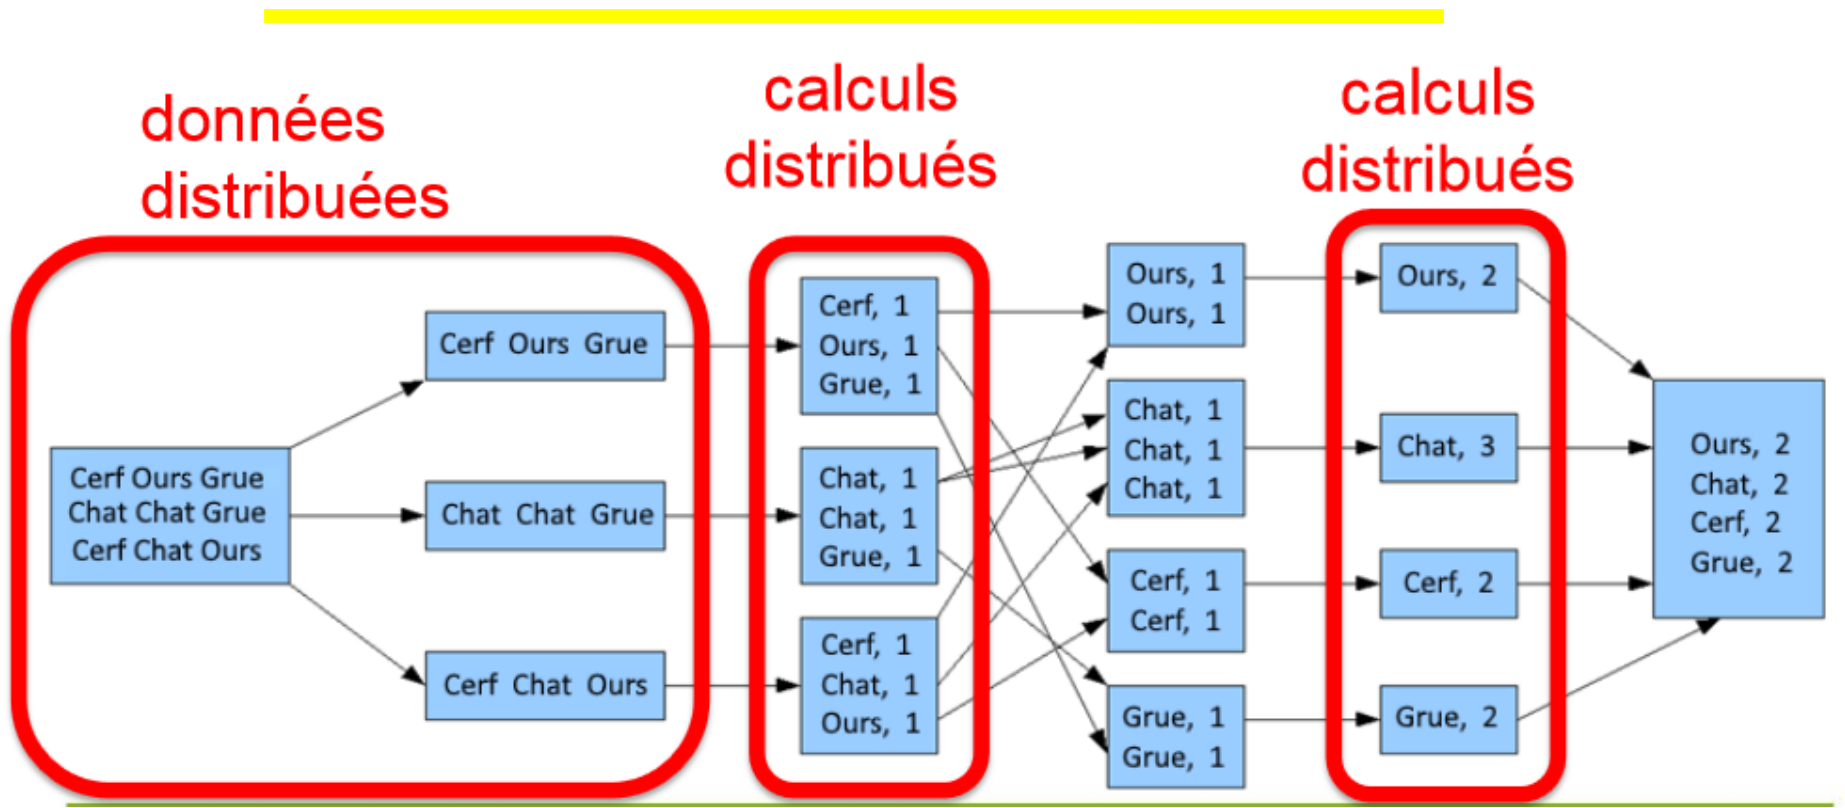 données
distribuées
calculs
distribués
calculs
distribués
Cerf Ours Grue
Chat Chat Grue
Cerf Chat Ours
Cerf Ours Grue
Chat Chat Grue
Cerf Chat Ours
Cerf, 1
Ours, 1
Grue, 1
Chat, 1
Chat, 1
Grue, 1
Cerf, 1
Chat, 1
Ours, 1
Ours, 1
Ours, 1
Chat, 1
Chat, 1
Chat, 1
Cerf, 1
Cerf, 1
Grue, 1
Grue, 1
Ours, 2
Chat, 3
Cerf, 2
Grue, 2
Ours, 2
Chat, 2
Cerf, 2
Grue, 2